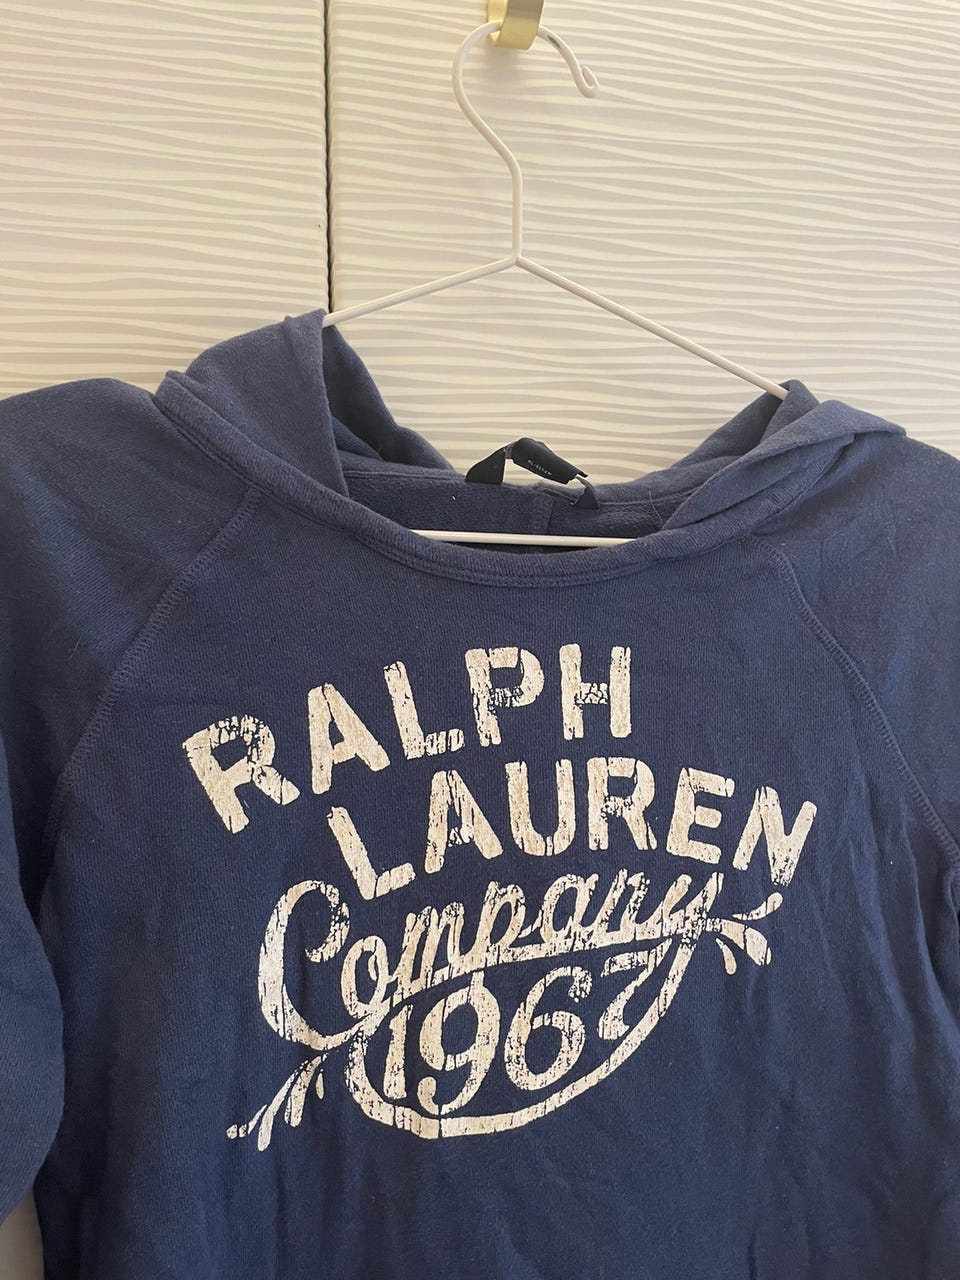 RALPH
LAUREN
Company
1967